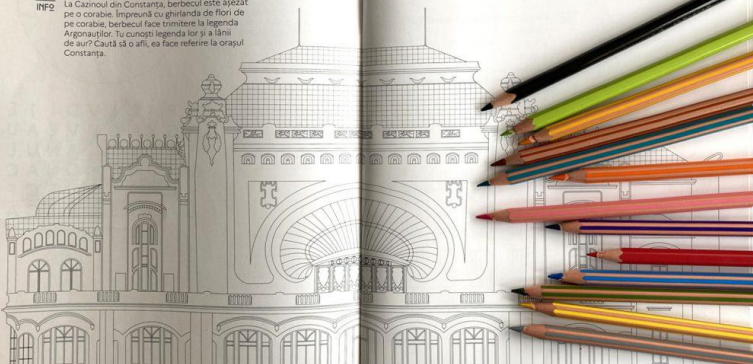 INFO
La Cazinoul din Constanța, berbecul este așezat
pe o corabie. Împreună cu ghirlanda de flori de
pe corabie, berbecul face trimitere la legenda
Argonauților. Tu cunoști legenda lor și a lânii
de aur? Caută să o afli, ea face referire la orașul
Constanța.